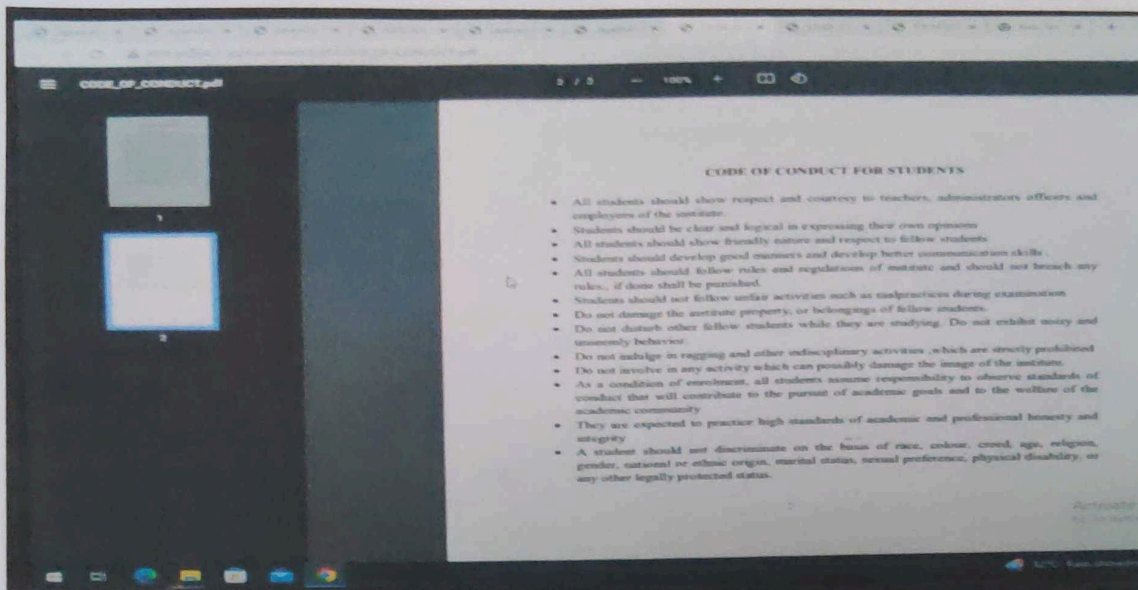 CODE_OF_CONDUCT.pdf
2 / 2 — 100% +
1
2
CODE OF CONDUCT FOR STUDENTS
• All students should show respect and courtesy to teachers, administrators officers and
employees of the institute.
• Students should be clear and logical in expressing their own opinions
• All students should show friendly nature and respect to fellow students
• Students should develop good manners and develop better communication skills .
• All students should follow rules and regulations of institute and should not breach any
rules., if done shall be punished.
• Students should not follow unfair activities such as malpractices during examination
• Do not damage the institute property, or belongings of fellow students.
• Do not disturb other fellow students while they are studying. Do not exhibit noisy and
unseemly behavior.
• Do not indulge in ragging and other indisciplinary activities ,which are strictly prohibited
• Do not involve in any activity which can possibly damage the image of the institute.
• As a condition of enrolment, all students assume responsibility to observe standards of
conduct that will contribute to the pursuit of academic goals and to the welfare of the
academic community
• They are expected to practice high standards of academic and professional honesty and
integrity
• A student should not discriminate on the basis of race, colour, creed, age, religion,
gender, national or ethnic origin, marital status, sexual preference, physical disability, or
any other legally protected status.
Activate
32°C Rain showers